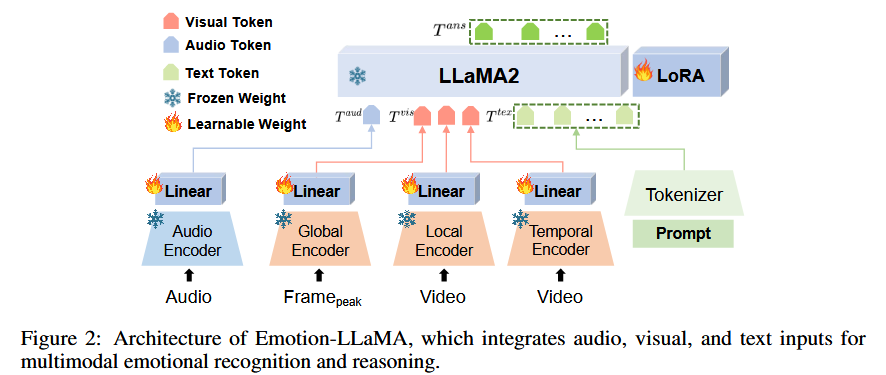 Visual Token
Audio Token
Text Token
Frozen Weight
Learnable Weight
T^{ans}
...
LLaMA2
LoRA
T^{aud}
T^{vis}
T^{tex}
...
Linear
Linear
Linear
Linear
Audio
Encoder
Global
Encoder
Local
Encoder
Temporal
Encoder
Tokenizer
Prompt
Audio
Frame_{peak}
Video
Video
Figure 2: Architecture of Emotion-LLaMA, which integrates audio, visual, and text inputs for
multimodal emotional recognition and reasoning.